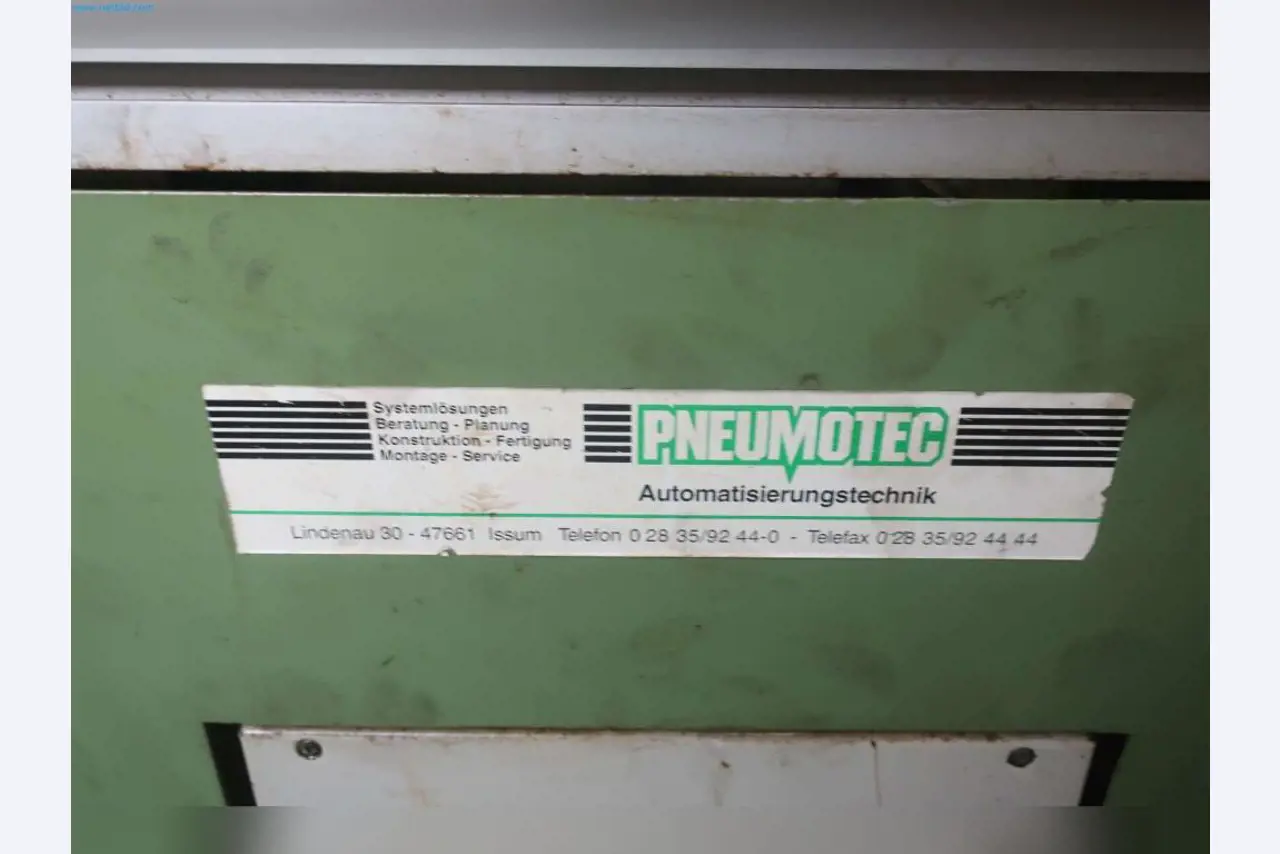 Systemlösungen
Beratung - Planung
Konstruktion - Fertigung
Montage - Service
PNEUMOTEC
Automatisierungstechnik
Lindenau 30 - 47661 Issum Telefon 0 28 35/92 44-0 - Telefax 0 28 35/92 44 44